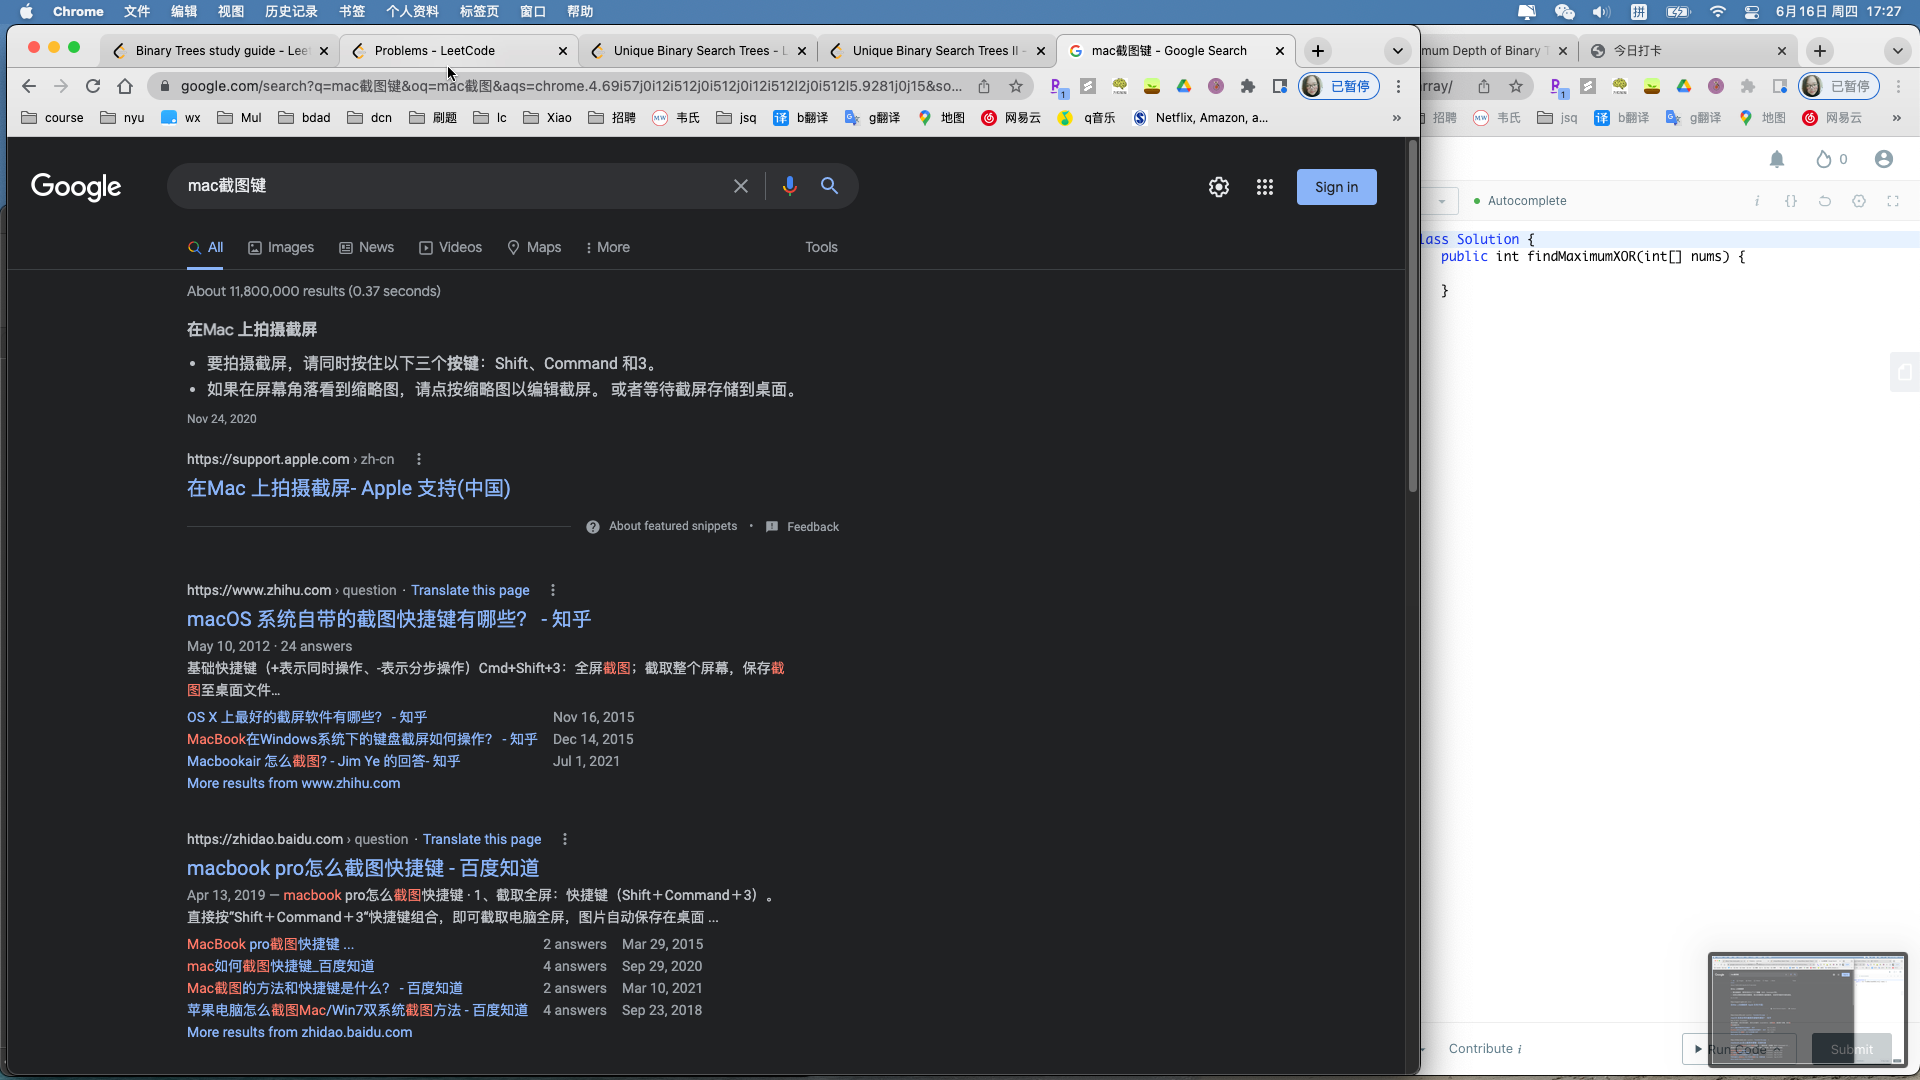 Chrome 文件 编辑 视图 历史记录 书签 个人资料 标签页 窗口 帮助 拼 6月16日 周四 17:27
Binary Trees study guide - Lee
Problems - LeetCode
Unique Binary Search Trees - L
Unique Binary Search Trees II -
mac截图键 - Google Search
mum Depth of Binary T
今日打卡
google.com/search?q=mac截图键&oq=mac截图&aqs=chrome.4.69i57j0i12i512j0i512j0i12i512l2j0i512l5.9281j0j15&so...
已暂停
rray/
已暂停
course nyu wx Mul bdad dcn 刷题 lc Xiao 招聘 韦氏 jsq b翻译 g翻译 地图 网易云 q音乐 Netflix, Amazon, a... »
招聘 韦氏 jsq b翻译 g翻译 地图 网易云 »
Google
mac截图键
Sign in
All Images News Videos Maps More Tools
About 11,800,000 results (0.37 seconds)
在Mac 上拍摄截屏
• 要拍摄截屏，请同时按住以下三个按键：Shift、Command 和3。
• 如果在屏幕角落看到缩略图，请点按缩略图以编辑截屏。 或者等待截屏存储到桌面。
Nov 24, 2020
https://support.apple.com › zh-cn
在Mac 上拍摄截屏- Apple 支持(中国)
About featured snippets • Feedback
https://www.zhihu.com › question · Translate this page
macOS 系统自带的截图快捷键有哪些？ - 知乎
May 10, 2012 · 24 answers
基础快捷键（+表示同时操作、-表示分步操作）Cmd+Shift+3：全屏截图；截取整个屏幕，保存截
图至桌面文件...
OS X 上最好的截屏软件有哪些？ - 知乎 Nov 16, 2015
MacBook在Windows系统下的键盘截屏如何操作？ - 知乎 Dec 14, 2015
Macbookair 怎么截图? - Jim Ye 的回答- 知乎 Jul 1, 2021
More results from www.zhihu.com
https://zhidao.baidu.com › question · Translate this page
macbook pro怎么截图快捷键 - 百度知道
Apr 13, 2019 — macbook pro怎么截图快捷键 · 1、截取全屏：快捷键（Shift＋Command＋3）。
直接按“Shift＋Command＋3“快捷键组合，即可截取电脑全屏，图片自动保存在桌面 ...
MacBook pro截图快捷键 ... 2 answers Mar 29, 2015
mac如何截图快捷键_百度知道 4 answers Sep 29, 2020
Mac截图的方法和快捷键是什么？ - 百度知道 2 answers Mar 10, 2021
苹果电脑怎么截图Mac/Win7双系统截图方法 - 百度知道 4 answers Sep 23, 2018
More results from zhidao.baidu.com
0
Autocomplete
i {}
lass Solution {
public int findMaximumXOR(int[] nums) {
}
Contribute i
Run Code
Submit